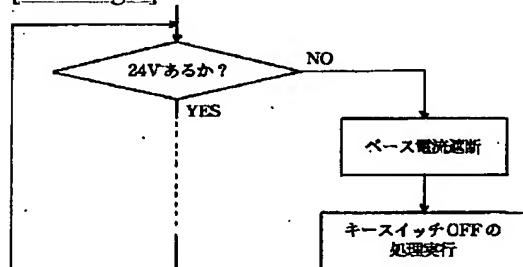 24Vあるか？
NO
YES
ベース電流遮断
キースイッチOFFの
処理実行